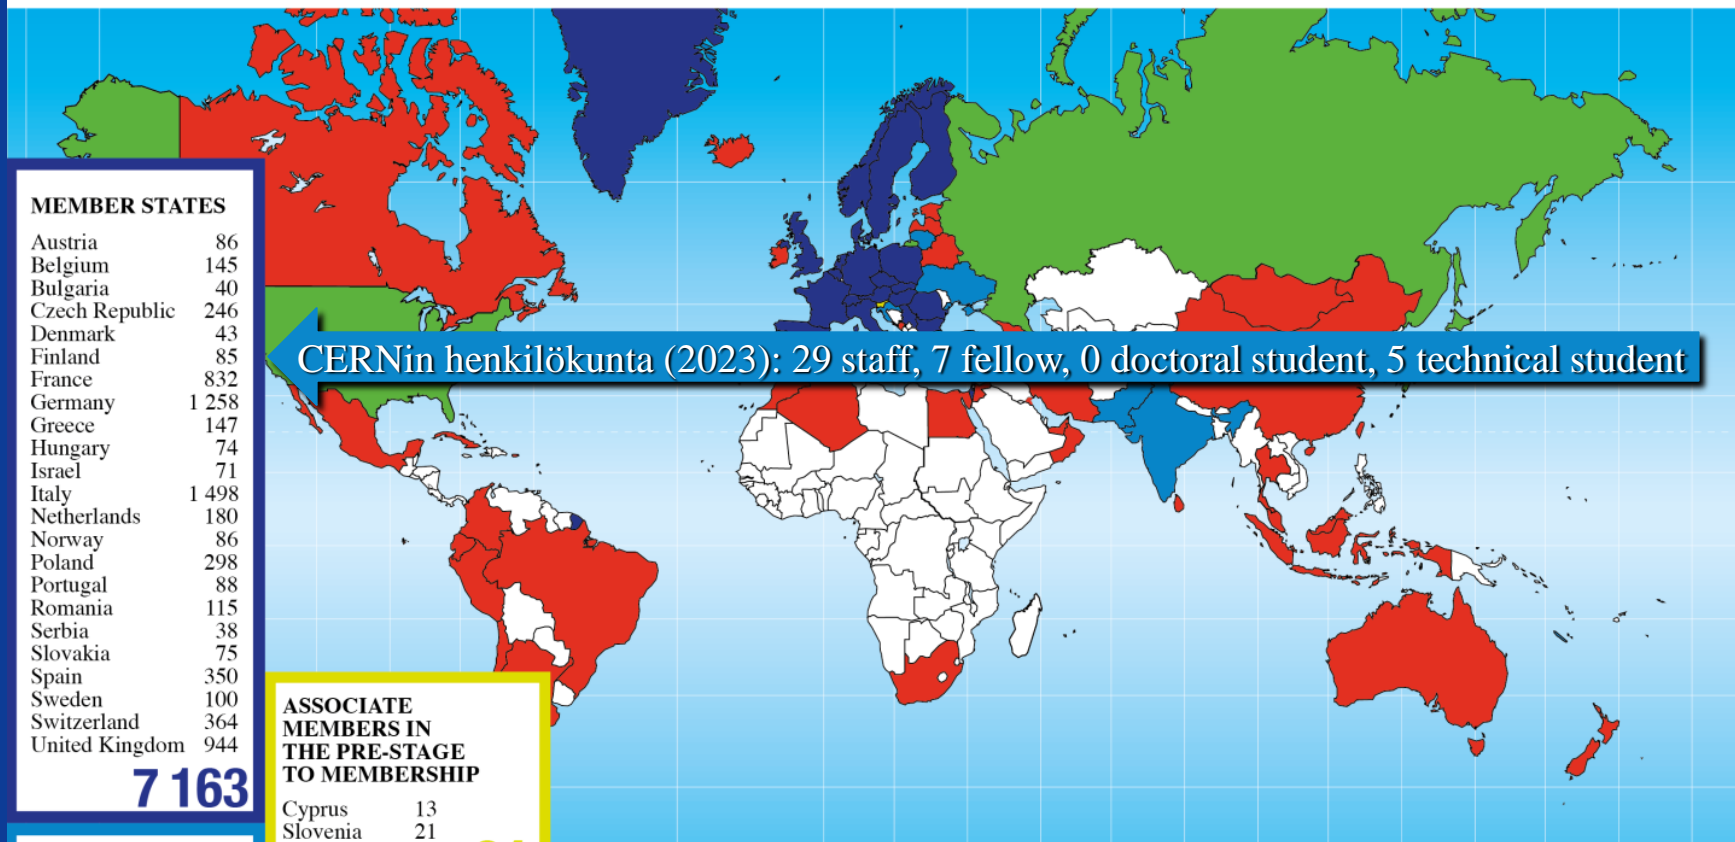 MEMBER STATES
Austria 86
Belgium 145
Bulgaria 40
Czech Republic 246
Denmark 43
Finland 85
France 832
Germany 1 258
Greece 147
Hungary 74
Israel 71
Italy 1 498
Netherlands 180
Norway 86
Poland 298
Portugal 88
Romania 115
Serbia 38
Slovakia 75
Spain 350
Sweden 100
Switzerland 364
United Kingdom 944
7 163
CERNin henkilökunta (2023): 29 staff, 7 fellow, 0 doctoral student, 5 technical student
ASSOCIATE
MEMBERS IN
THE PRE-STAGE
TO MEMBERSHIP
Cyprus 13
Slovenia 21